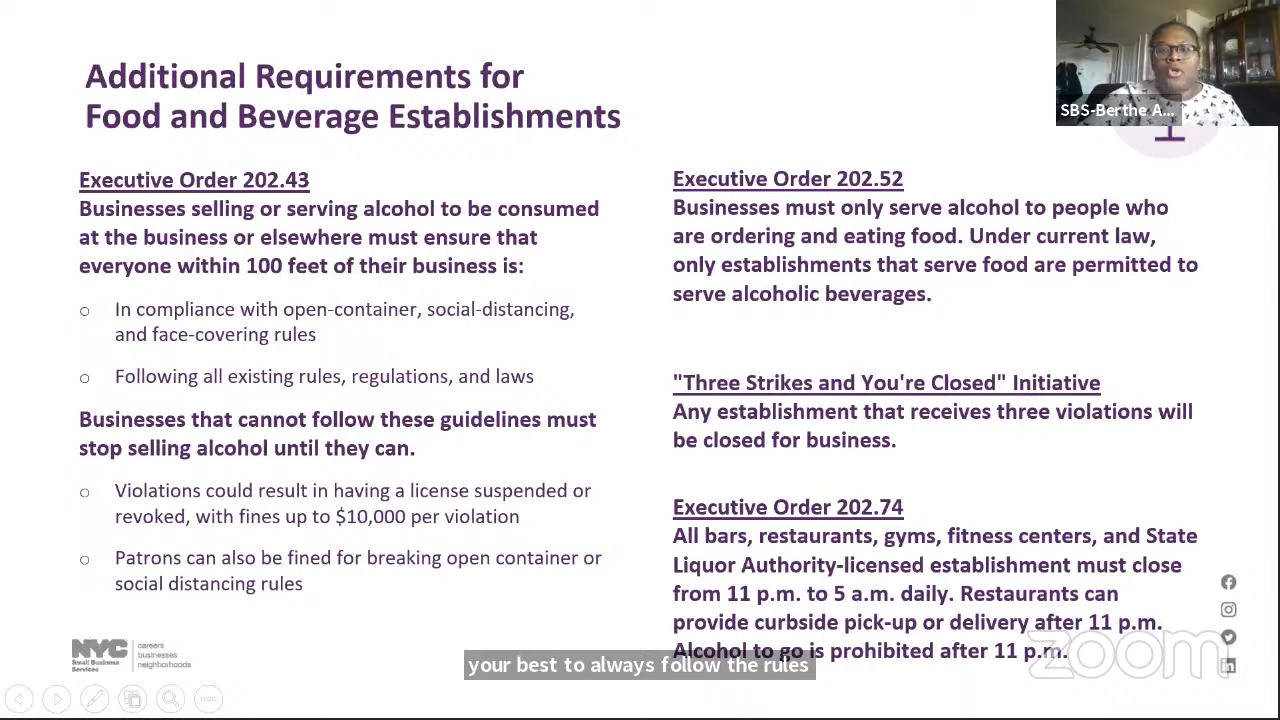 Additional Requirements for
Food and Beverage Establishments
SBS-Berthe A...
Executive Order 202.43
Businesses selling or serving alcohol to be consumed
at the business or elsewhere must ensure that
everyone within 100 feet of their business is:
o In compliance with open-container, social-distancing,
and face-covering rules
o Following all existing rules, regulations, and laws
Businesses that cannot follow these guidelines must
stop selling alcohol until they can.
o Violations could result in having a license suspended or
revoked, with fines up to $10,000 per violation
o Patrons can also be fined for breaking open container or
social distancing rules
Executive Order 202.52
Businesses must only serve alcohol to people who
are ordering and eating food. Under current law,
only establishments that serve food are permitted to
serve alcoholic beverages.
"Three Strikes and You're Closed" Initiative
Any establishment that receives three violations will
be closed for business.
Executive Order 202.74
All bars, restaurants, gyms, fitness centers, and State
Liquor Authority-licensed establishment must close
from 11 p.m. to 5 a.m. daily. Restaurants can
provide curbside pick-up or delivery after 11 p.m.
Alcohol to go is prohibited after 11 p.m.
NYC
Small Business
Services
careers
businesses
neighborhoods
your best to always follow the rules
zoom